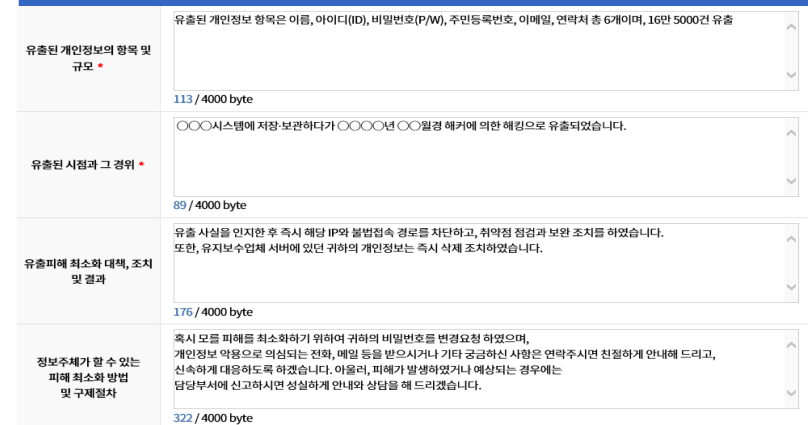 유출된 개인정보의 항목 및
규모 *
유출된 개인정보 항목은 이름, 아이디(ID), 비밀번호(P/W), 주민등록번호, 이메일, 연락처 총 6개이며, 16만 5000건 유출
113 / 4000 byte
유출된 시점과 그 경위 *
○○○시스템에 저장·보관하다가 ○○○○년 ○○월경 해커에 의한 해킹으로 유출되었습니다.
89 / 4000 byte
유출피해 최소화 대책, 조치
및 결과
유출 사실을 인지한 후 즉시 해당 IP와 불법접속 경로를 차단하고, 취약점 점검과 보완 조치를 하였습니다.
또한, 유지보수업체 서버에 있던 귀하의 개인정보는 즉시 삭제 조치하였습니다.
176 / 4000 byte
정보주체가 할 수 있는
피해 최소화 방법
및 구제절차
혹시 모를 피해를 최소화하기 위하여 귀하의 비밀번호를 변경요청 하였으며,
개인정보 악용으로 의심되는 전화, 메일 등을 받으시거나 기타 궁금하신 사항은 연락주시면 친절하게 안내해 드리고,
신속하게 대응하도록 하겠습니다. 아울러, 피해가 발생하였거나 예상되는 경우에는
담당부서에 신고하시면 성실하게 안내와 상담을 해 드리겠습니다.
322 / 4000 byte